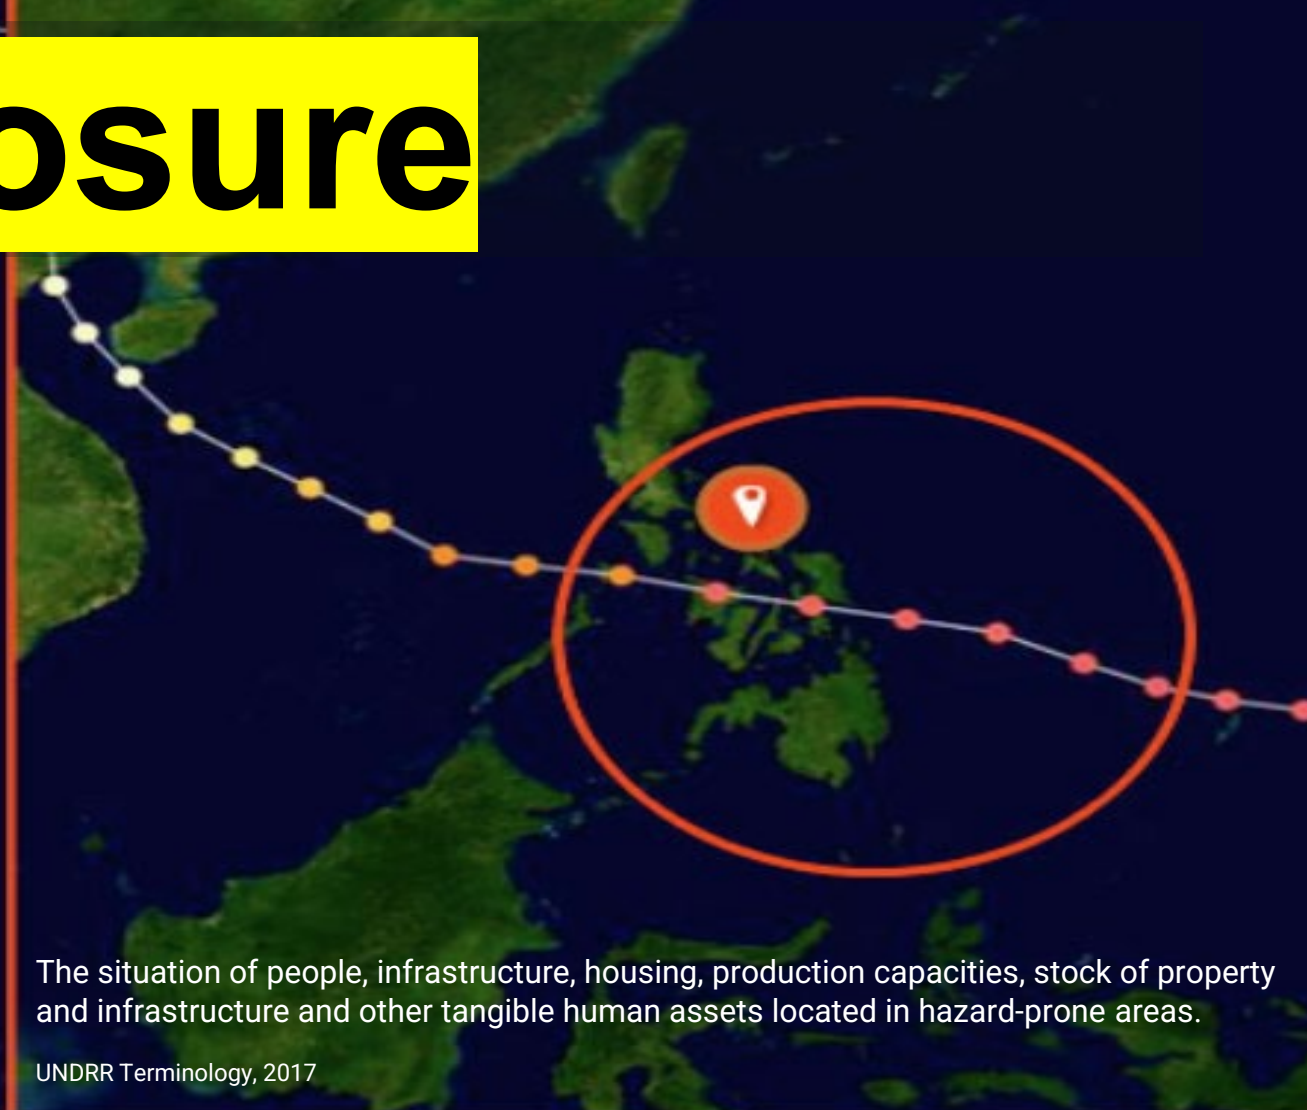 osure
The situation of people, infrastructure, housing, production capacities, stock of property
and infrastructure and other tangible human assets located in hazard-prone areas.
UNDRR Terminology, 2017